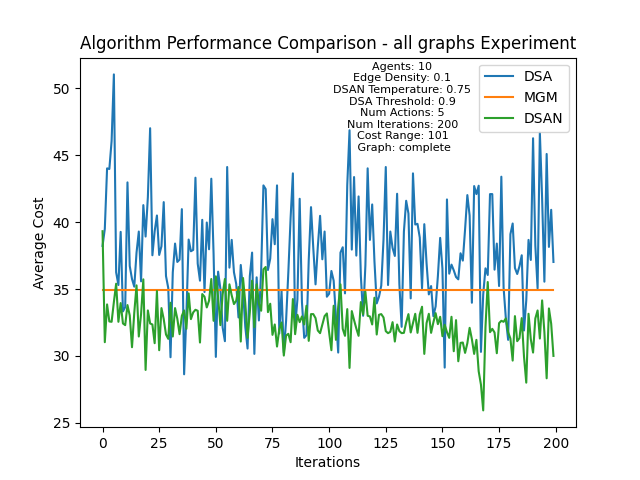 Algorithm Performance Comparison - all graphs Experiment
Agents: 10
Edge Density: 0.1
DSAN Temperature: 0.75
DSA Threshold: 0.9
Num Actions: 5
Num Iterations: 200
Cost Range: 101
Graph: complete
DSA
MGM
DSAN
Average Cost
50
45
40
35
30
25
0 25 50 75 100 125 150 175 200
Iterations